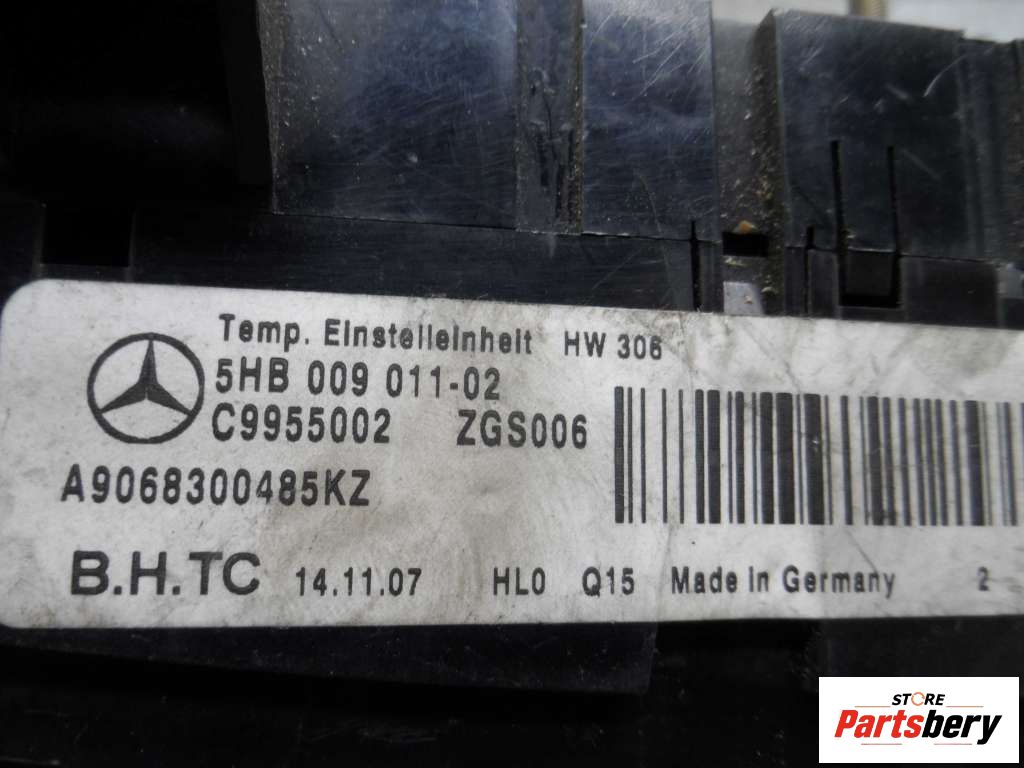 Temp. Einstelleinheit HW 306
5HB 009 011-02
C9955002 ZGS006
A9068300485KZ
B.H.TC 14.11.07 HL0 Q15 Made in Germany 2
STORE
Partsbery